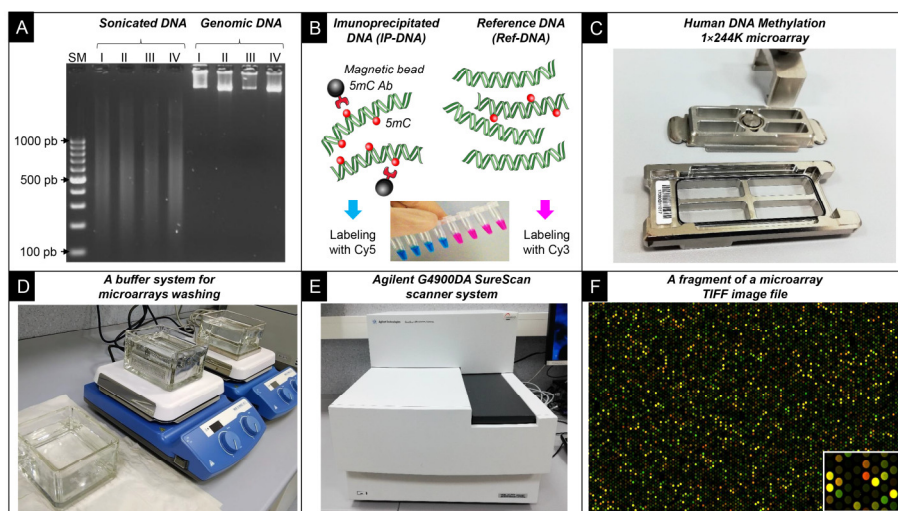 A
Sonicated DNA
Genomic DNA
SM
I
II
III
IV
I
II
III
IV
1000 pb
500 pb
100 pb
B
Imunoprecipitated
DNA (IP-DNA)
Reference DNA
(Ref-DNA)
Magnetic bead
5mC Ab
5mC
Labeling
with Cy5
Labeling
with Cy3
C
Human DNA Methylation
1×244K microarray
D
A buffer system for
microarrays washing
E
Agilent G4900DA SureScan
scanner system
F
A fragment of a microarray
TIFF image file